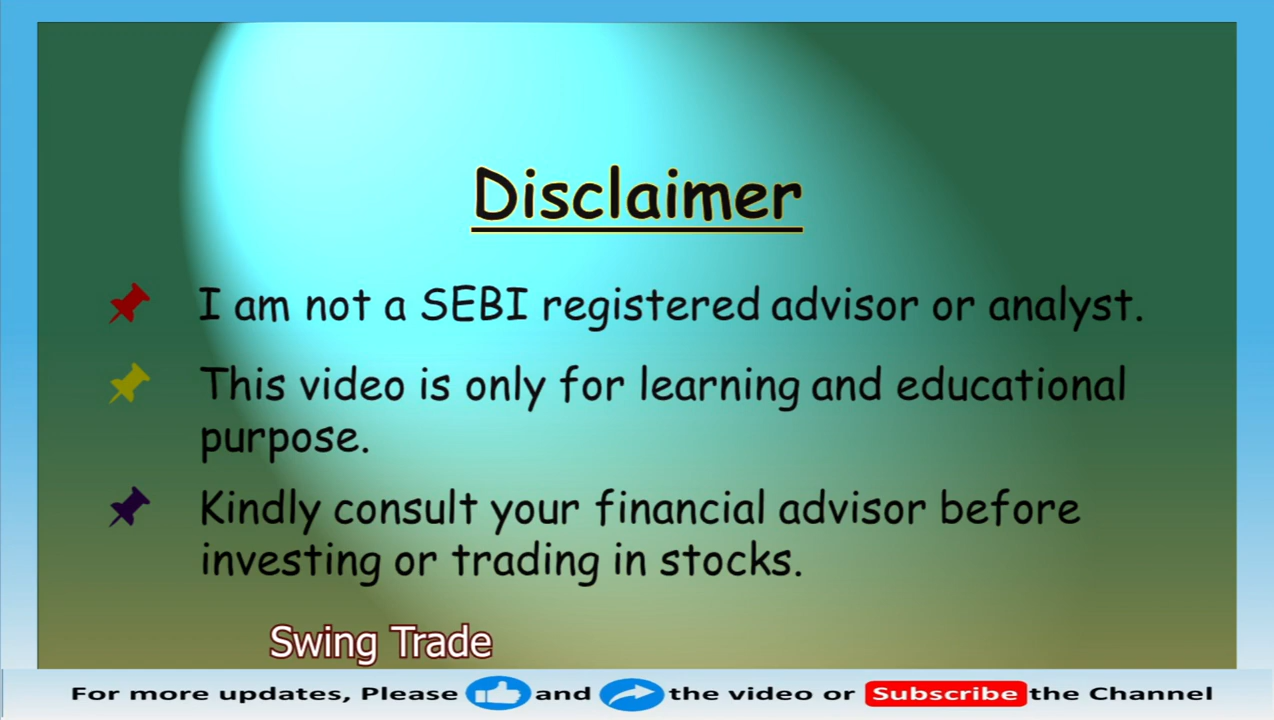 Disclaimer
I am not a SEBI registered advisor or analyst.
This video is only for learning and educational
purpose.
Kindly consult your financial advisor before
investing or trading in stocks.
Swing Trade
For more updates, Please and the video or Subscribe the Channel